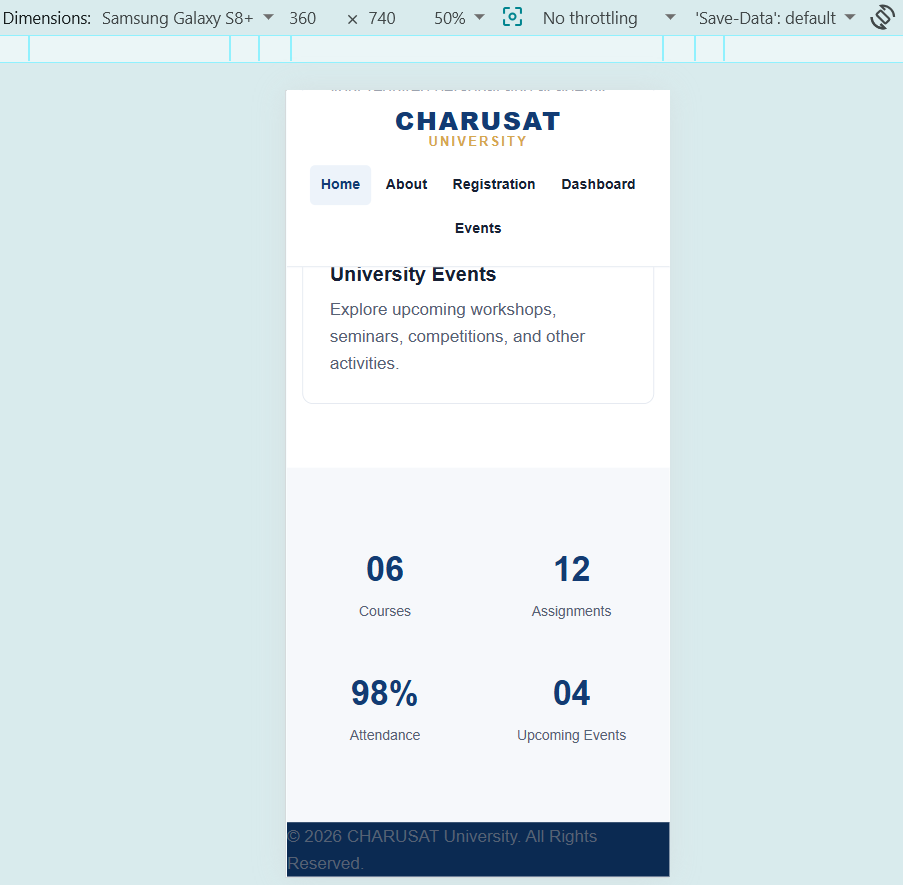 Dimensions: Samsung Galaxy S8+ 360 × 740 50% No throttling 'Save-Data': default
CHARUSAT
UNIVERSITY
Home About Registration Dashboard
Events
University Events
Explore upcoming workshops,
seminars, competitions, and other
activities.
06 12
Courses Assignments
98% 04
Attendance Upcoming Events
© 2026 CHARUSAT University. All Rights
Reserved.